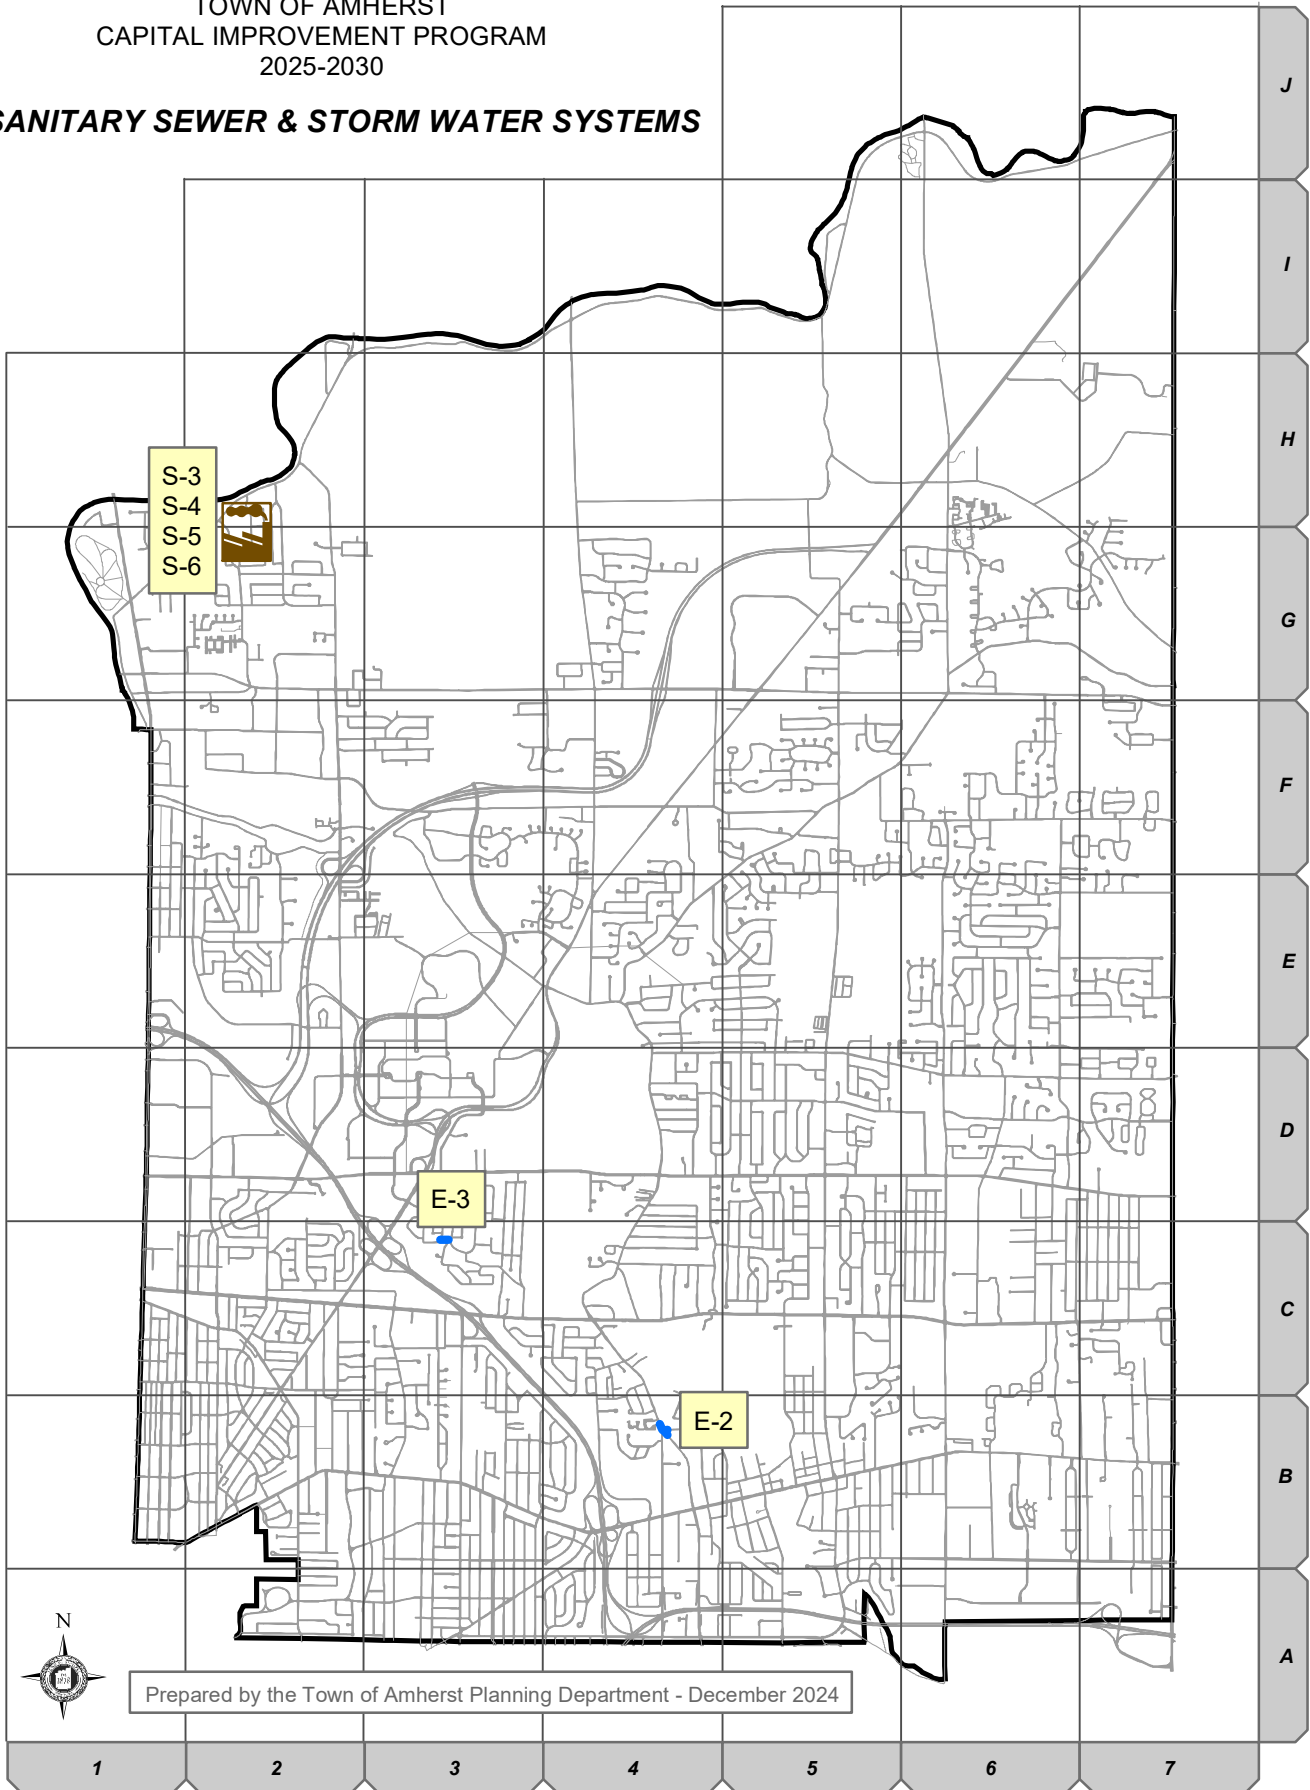 TOWN OF AMHERST
CAPITAL IMPROVEMENT PROGRAM
2025-2030
SANITARY SEWER & STORM WATER SYSTEMS
J
I
H
S-3
S-4
S-5
S-6
G
F
E
D
E-3
C
E-2
B
N
A
Prepared by the Town of Amherst Planning Department - December 2024
1 2 3 4 5 6 7